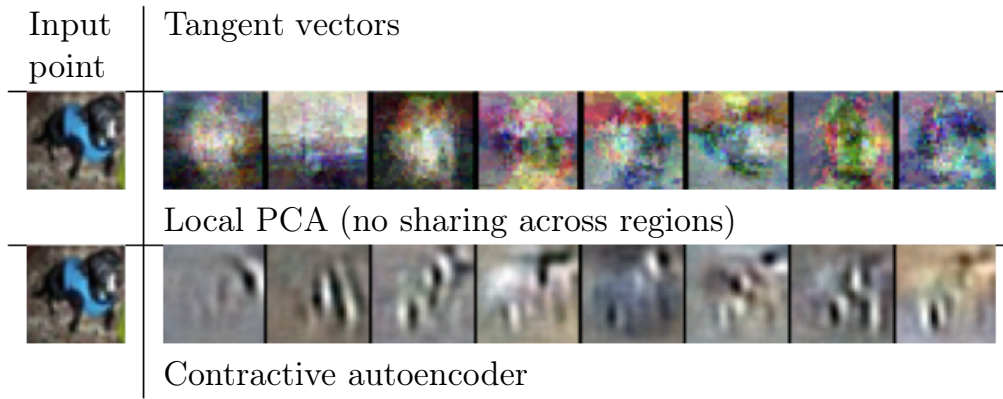 Input
point
Tangent vectors
Local PCA (no sharing across regions)
Contractive autoencoder